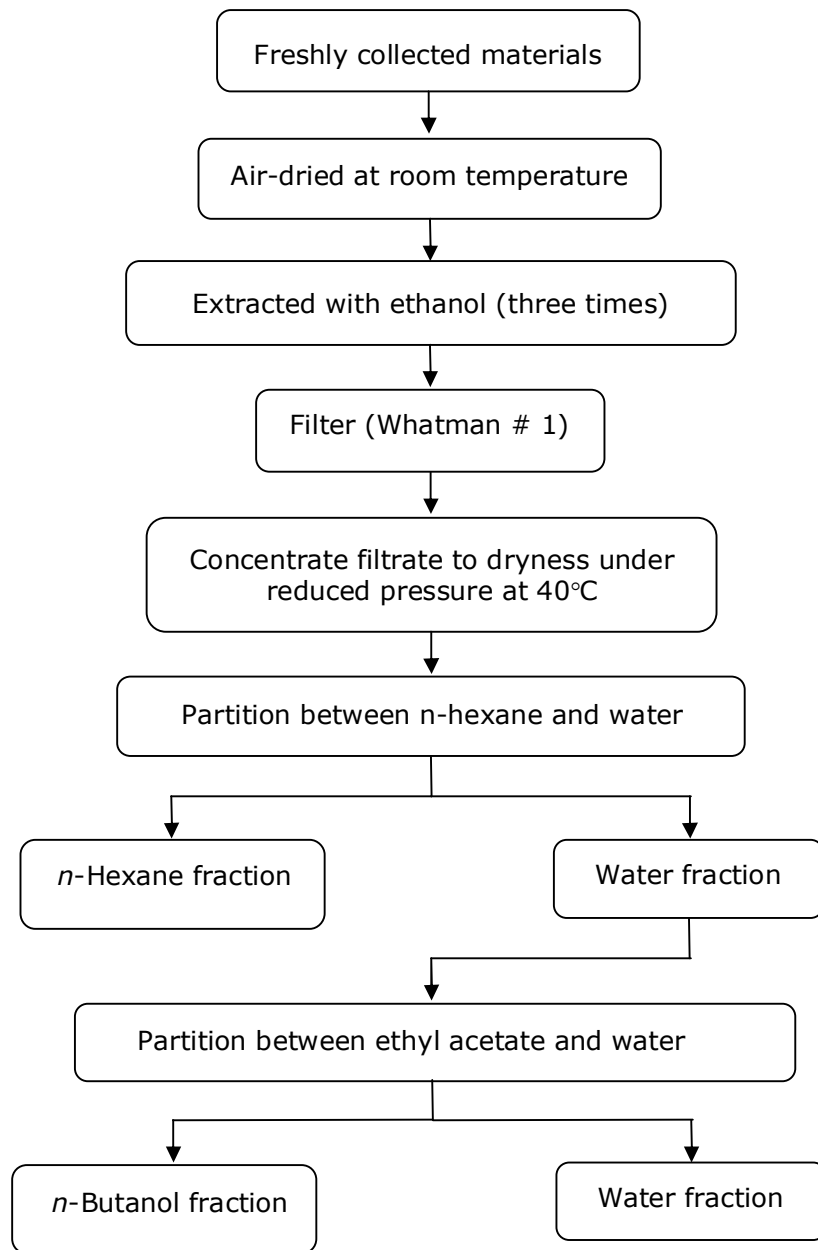 Freshly collected materials
Air-dried at room temperature
Extracted with ethanol (three times)
Filter (Whatman # 1)
Concentrate filtrate to dryness under
reduced pressure at 40°C
Partition between n-hexane and water
n-Hexane fraction
Water fraction
Partition between ethyl acetate and water
n-Butanol fraction
Water fraction